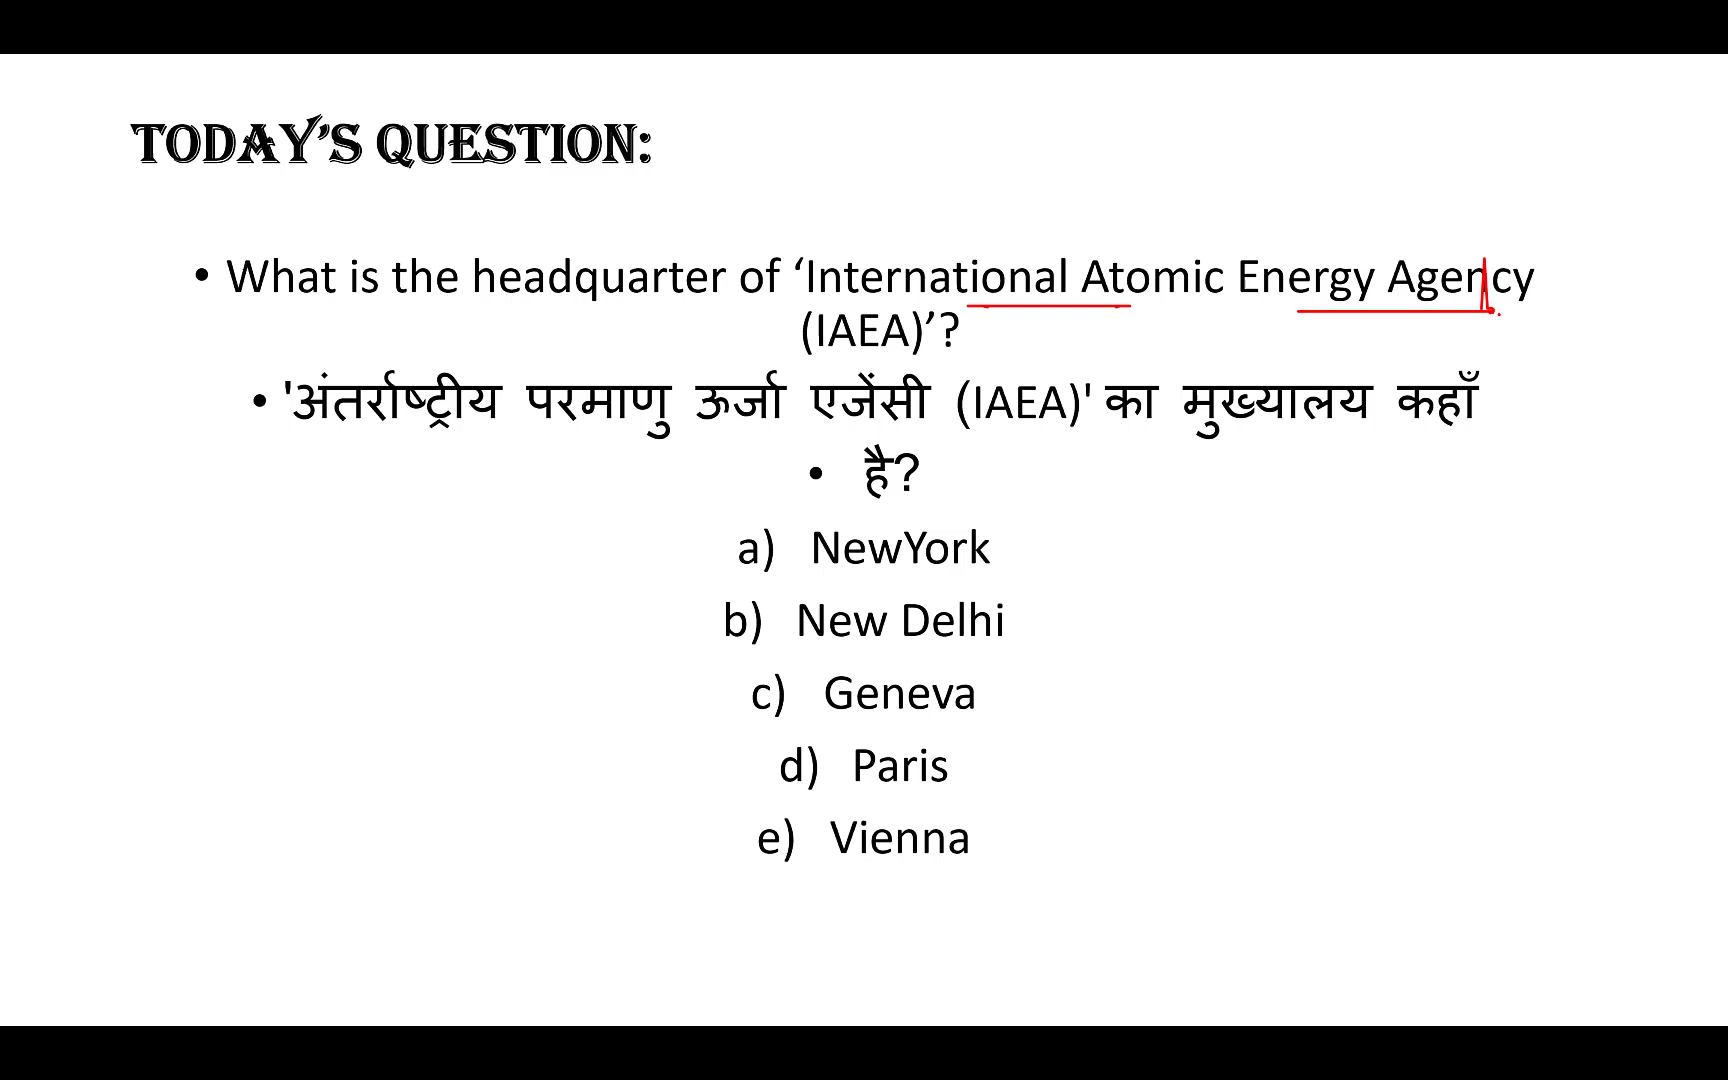 TODAY’S QUESTION:
• What is the headquarter of ‘International Atomic Energy Agency
(IAEA)’?
• 'अंतर्राष्ट्रीय परमाणु ऊर्जा एजेंसी (IAEA)' का मुख्यालय कहाँ
• है?
a) NewYork
b) New Delhi
c) Geneva
d) Paris
e) Vienna